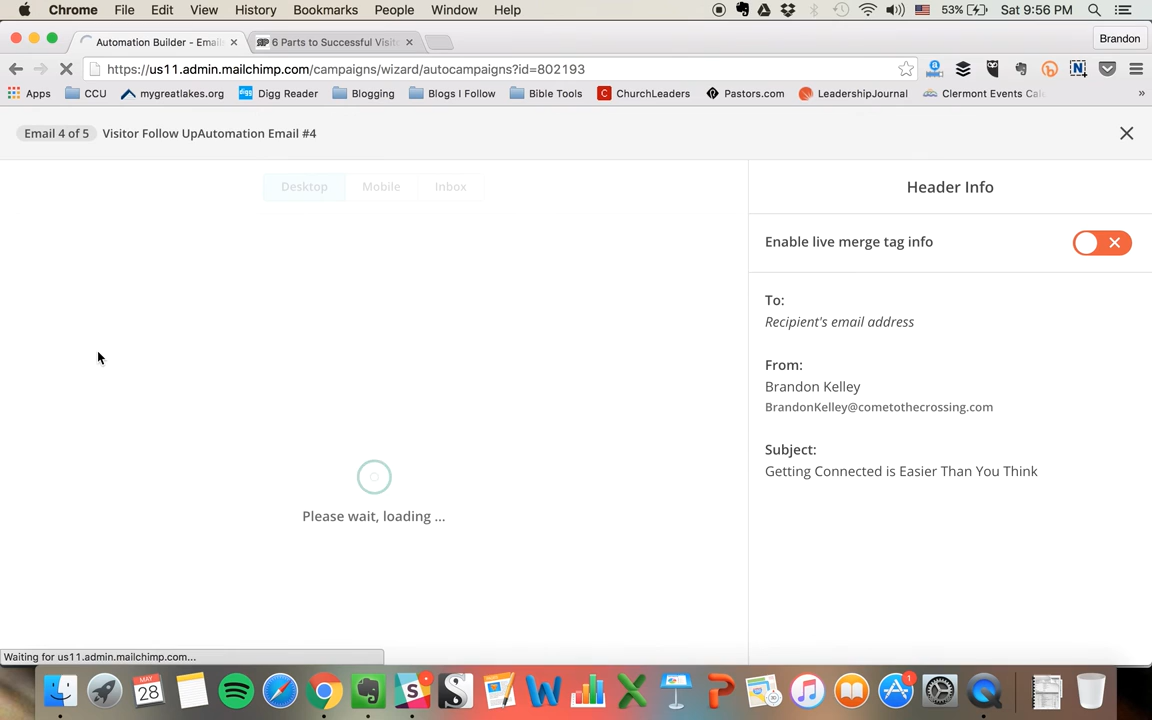 Chrome File Edit View History Bookmarks People Window Help 53% Sat 9:56 PM
Automation Builder - Email 6 Parts to Successful Visit Brandon
https://us11.admin.mailchimp.com/campaigns/wizard/autocampaigns?id=802193
Apps CCU mygreatlakes.org digg Digg Reader Blogging Blogs I Follow Bible Tools C ChurchLeaders Pastors.com LeadershipJournal Clermont Events Cal »
Email 4 of 5 Visitor Follow UpAutomation Email #4
Desktop Mobile Inbox
Header Info
Enable live merge tag info
To:
Recipient's email address
From:
Brandon Kelley
BrandonKelley@cometothecrossing.com
Subject:
Getting Connected is Easier Than You Think
Please wait, loading ...
Waiting for us11.admin.mailchimp.com...
MAY
28
1